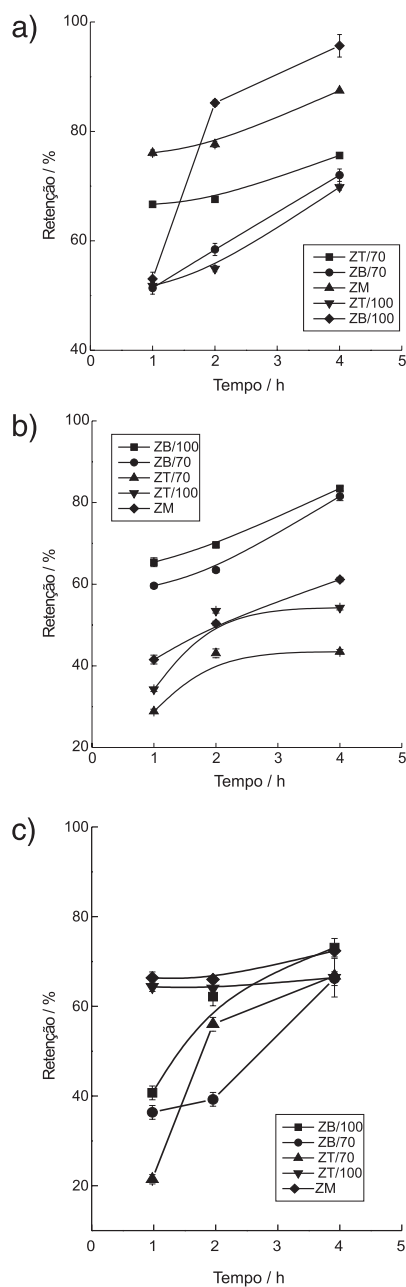 a)
100
80
60
40
Retenção / %
ZT/70
ZB/70
ZM
ZT/100
ZB/100
0 1 2 3 4 5
Tempo / h
b)
100
80
60
40
20
Retenção / %
ZB/100
ZB/70
ZT/70
ZT/100
ZM
0 1 2 3 4 5
Tempo / h
c)
100
80
60
40
20
Retenção / %
ZB/100
ZB/70
ZT/70
ZT/100
ZM
0 1 2 3 4 5
Tempo / h